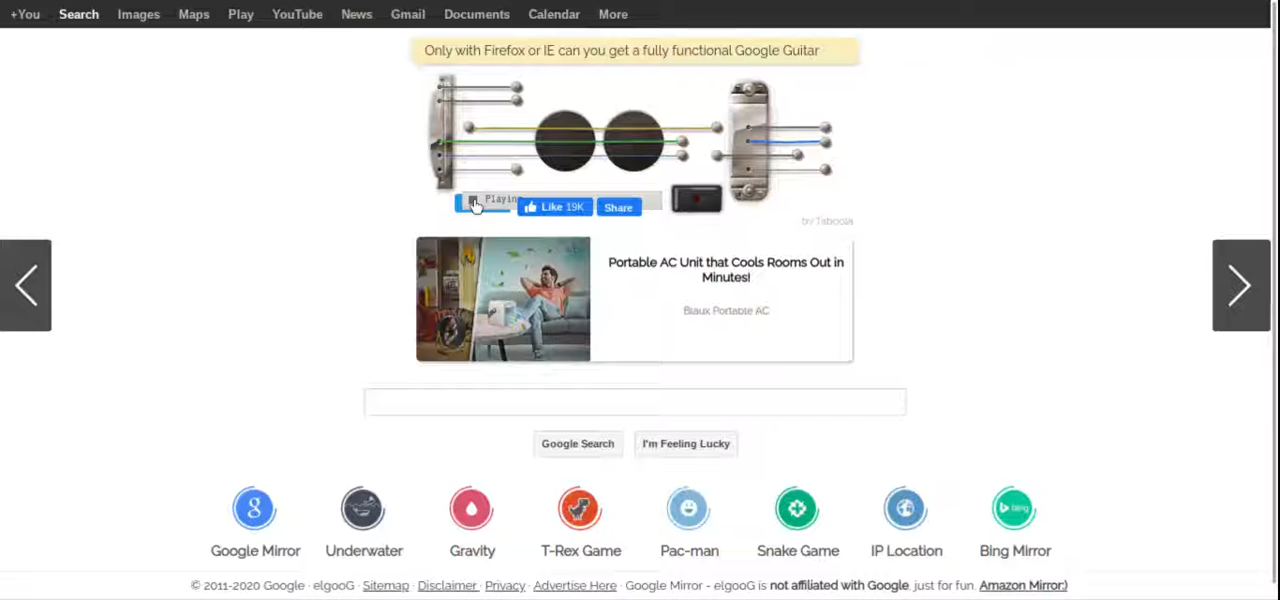 +You Search Images Maps Play YouTube News Gmail Documents Calendar More
Only with Firefox or IE can you get a fully functional Google Guitar
Playing
Like 19K Share
by Taboola
Portable AC Unit that Cools Rooms Out in
Minutes!
Blaux Portable AC
Google Search I'm Feeling Lucky
g bing
Google Mirror Underwater Gravity T-Rex Game Pac-man Snake Game IP Location Bing Mirror
© 2011-2020 Google · elgooG · Sitemap · Disclaimer · Privacy · Advertise Here · Google Mirror - elgooG is not affiliated with Google, just for fun. Amazon Mirror:)